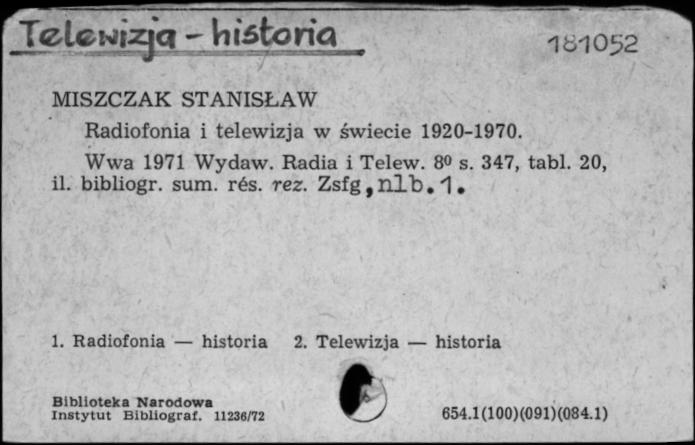 Telewizja - historia
181052
MISZCZAK STANISŁAW
Radiofonia i telewizja w świecie 1920-1970.
Wwa 1971 Wydaw. Radia i Telew. 8⁰ s. 347, tabl. 20,
il. bibliogr. sum. rés. rez. Zsfg, nlb. 1.
1. Radiofonia — historia 2. Telewizja — historia
Biblioteka Narodowa
Instytut Bibliograf. 11236/72
654.1(100)(091)(084.1)